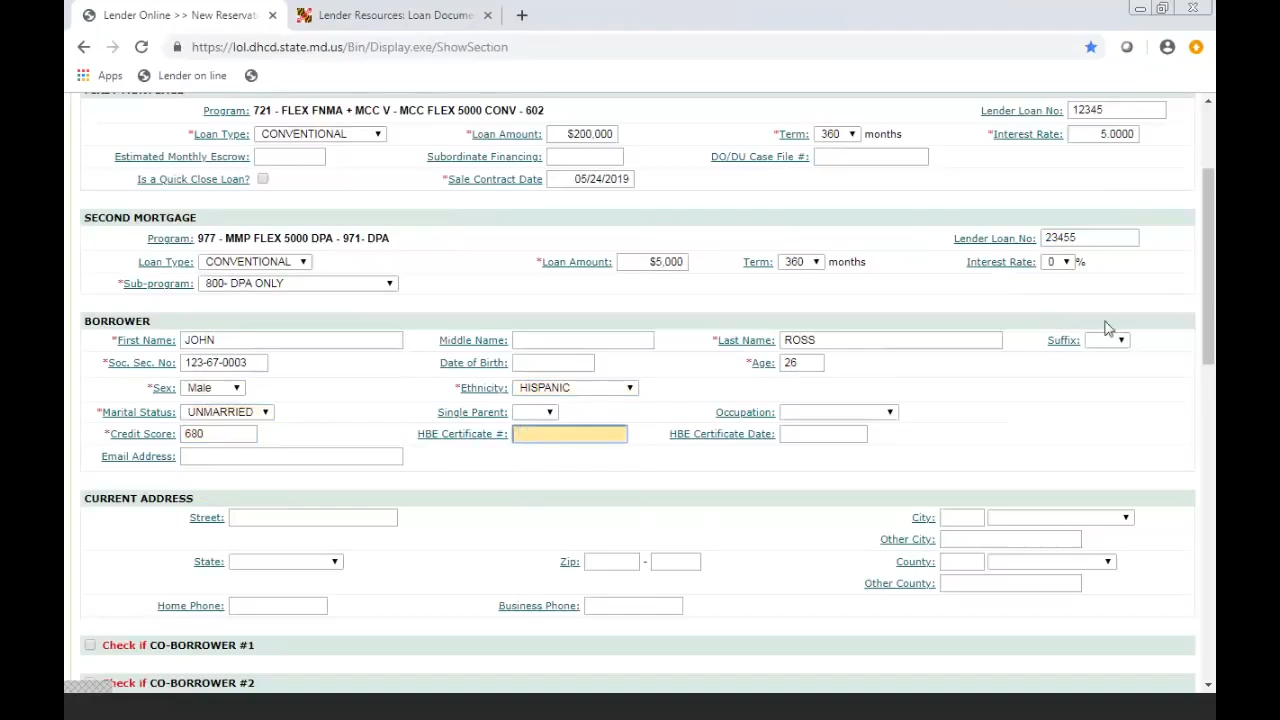 Lender Online >> New Reservat
Lender Resources: Loan Docume
https://lol.dhcd.state.md.us/Bin/Display.exe/ShowSection
Apps Lender on line
Program: 721 - FLEX FNMA + MCC V - MCC FLEX 5000 CONV - 602 Lender Loan No: 12345
*Loan Type: CONVENTIONAL *Loan Amount: $200,000 *Term: 360 months *Interest Rate: 5.0000
Estimated Monthly Escrow: Subordinate Financing: DO/DU Case File #:
Is a Quick Close Loan? *Sale Contract Date 05/24/2019
SECOND MORTGAGE
Program: 977 - MMP FLEX 5000 DPA - 971- DPA Lender Loan No: 23455
Loan Type: CONVENTIONAL *Loan Amount: $5,000 Term: 360 months Interest Rate: 0 %
*Sub-program: 800- DPA ONLY
BORROWER
*First Name: JOHN Middle Name: *Last Name: ROSS Suffix:
*Soc. Sec. No: 123-67-0003 Date of Birth: *Age: 26
*Sex: Male *Ethnicity: HISPANIC
*Marital Status: UNMARRIED Single Parent: Occupation:
*Credit Score: 680 HBE Certificate #: HBE Certificate Date:
Email Address:
CURRENT ADDRESS
Street: City:
Other City:
State: Zip: - County:
Other County:
Home Phone: Business Phone:
Check if CO-BORROWER #1
Check if CO-BORROWER #2